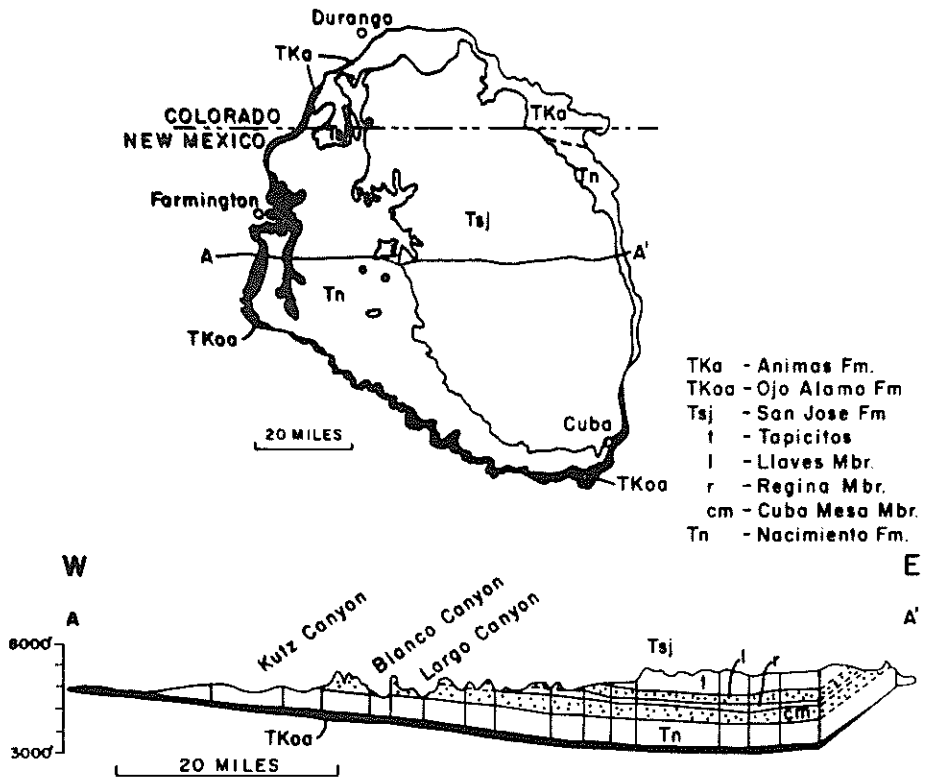 Durango
TKa
COLORADO
NEW MEXICO
TKa
Tn
Farmington
Tsj
A
A'
Tn
TKoa
20 MILES
Cuba
TKoa
TKa - Animas Fm.
TKoa - Ojo Alamo Fm
Tsj - San Jose Fm
t - Tapicitos
l - Llaves Mbr.
r - Regina Mbr.
cm - Cuba Mesa Mbr.
Tn - Nacimiento Fm.
W
E
A
A'
Kutz Canyon
Blanco Canyon
Largo Canyon
Tsj
8000'
t
l
r
cm
Tn
TKoa
3000'
20 MILES